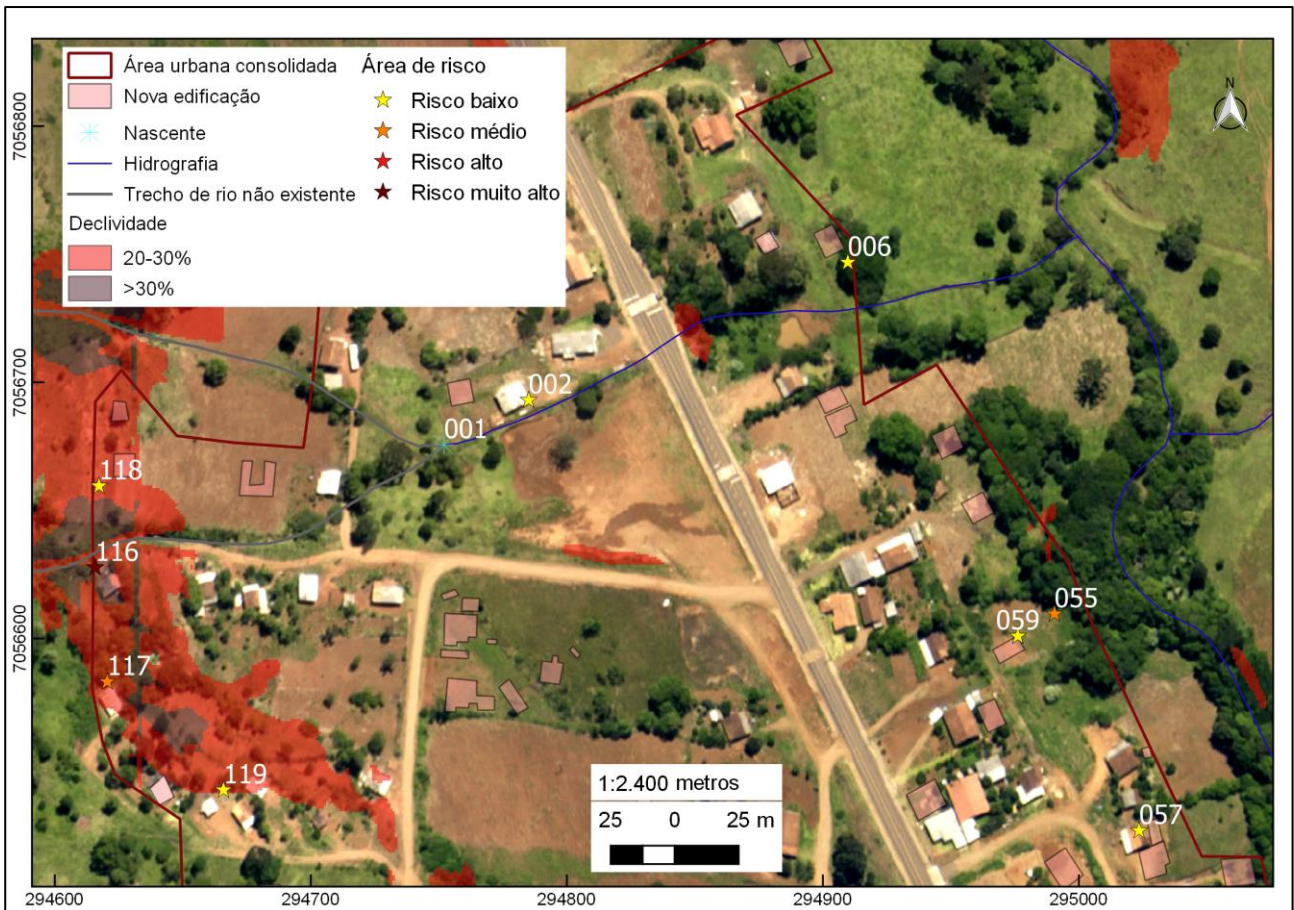 Área urbana consolidada
Nova edificação
Nascente
Hidrografia
Trecho de rio não existente
Declividade
20-30%
>30%
Área de risco
Risco baixo
Risco médio
Risco alto
Risco muito alto
N
7056800
7056700
7056600
006
002
001
118
116
117
119
055
059
057
1:2.400 metros
25 0 25 m
294600 294700 294800 294900 295000